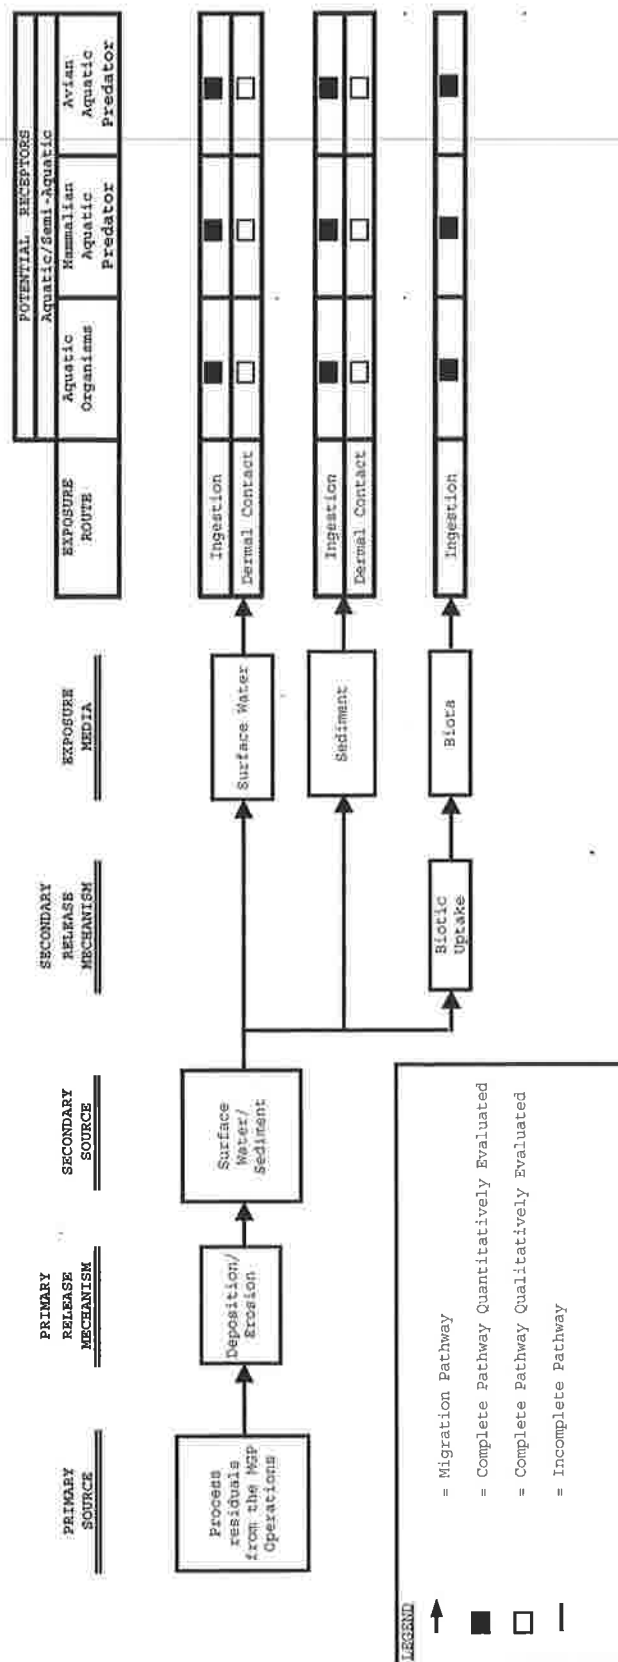 POTENTIAL RECEPTORS
Aquatic/Semi-Aquatic
EXPOSURE
ROUTE
Aquatic
Organisms
Mammalian
Aquatic
Predator
Avian
Aquatic
Predator
PRIMARY
SOURCE
PRIMARY
RELEASE
MECHANISM
SECONDARY
SOURCE
SECONDARY
RELEASE
MECHANISM
EXPOSURE
MEDIA
Process
residuals
from the MGP
Operations
Deposition/
Erosion
Surface
Water/
Sediment
Surface Water
Ingestion
Dermal Contact
Sediment
Ingestion
Dermal Contact
Biotic
Uptake
Biota
Ingestion
LEGEND
= Migration Pathway
= Complete Pathway Quantitatively Evaluated
= Complete Pathway Qualitatively Evaluated
= Incomplete Pathway